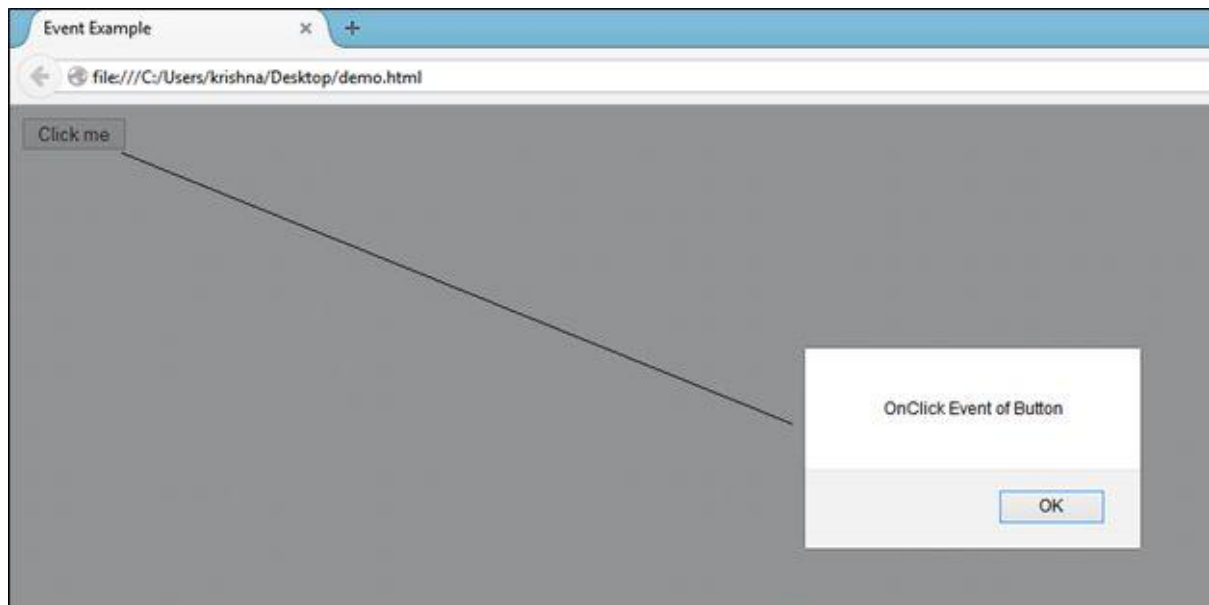 Event Example
file:///C:/Users/krishna/Desktop/demo.html
Click me
OnClick Event of Button
OK